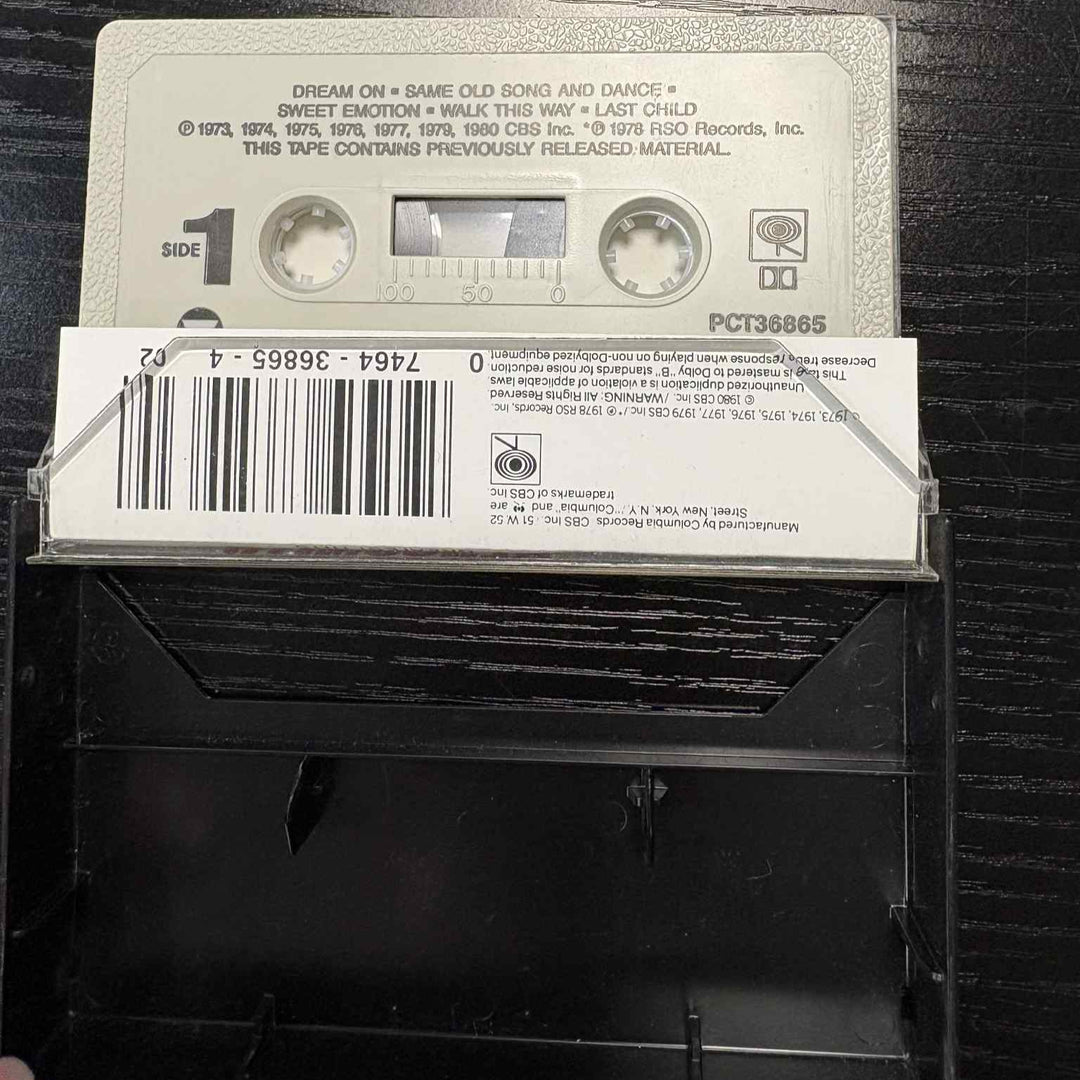 DREAM ON ▪ SAME OLD SONG AND DANCE ▪
SWEET EMOTION ▪ WALK THIS WAY ▪ LAST CHILD
℗ 1973, 1974, 1975, 1976, 1977, 1979, 1980 CBS Inc. *℗ 1978 RSO Records, Inc.
THIS TAPE CONTAINS PREVIOUSLY RELEASED MATERIAL.
SIDE 1
100 50 0
PCT36865
Manufactured by Columbia Records CBS Inc. 51 W. 52
Street, New York, N.Y. /"Columbia" and are
trademarks of CBS Inc
1973, 1974, 1975, 1976, 1977, 1979 CBS Inc./*℗ 1978 RSO Records, Inc.
© 1980 CBS Inc. / WARNING: All Rights Reserved
Unauthorized duplication is a violation of applicable laws.
This tape is mastered to Dolby "B" standards for noise reduction
Decrease treble response when playing on non-Dolbyized equipment.
0 7464 - 36865 - 4 02